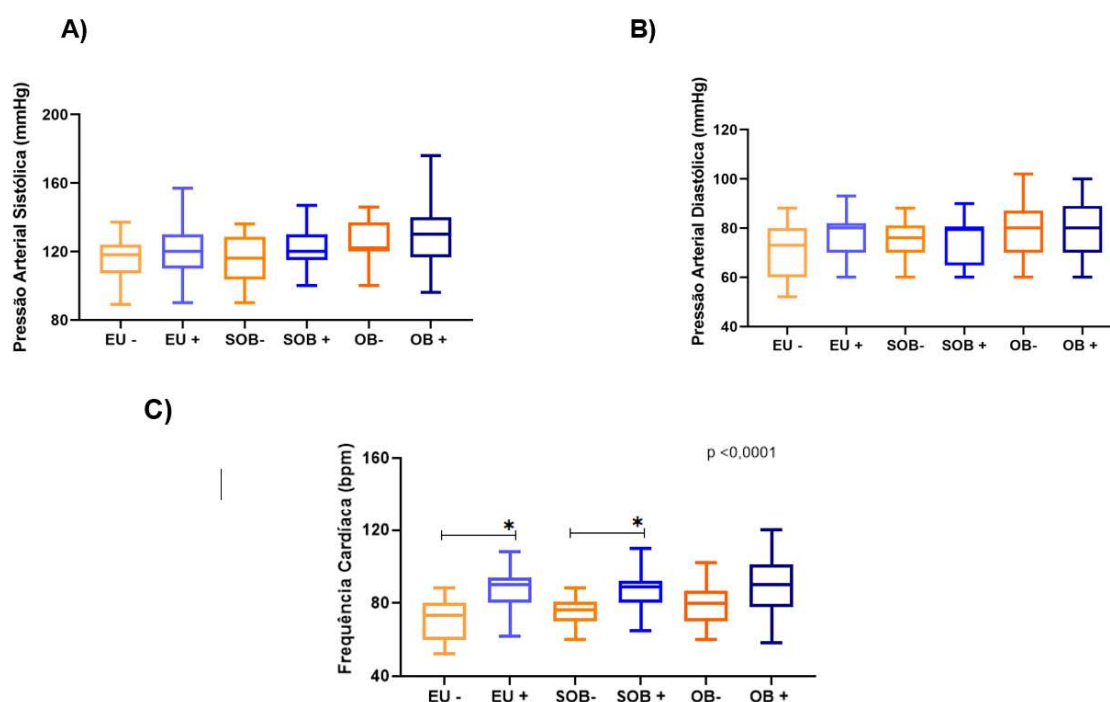 A)
Pressão Arterial Sistólica (mmHg)
200
160
120
80
EU -
EU +
SOB-
SOB +
OB-
OB +
B)
Pressão Arterial Diastólica (mmHg)
120
100
80
60
40
EU -
EU +
SOB-
SOB +
OB-
OB +
C)
Frequência Cardíaca (bpm)
p <0,0001
160
120
80
40
*
*
EU -
EU +
SOB-
SOB +
OB-
OB +